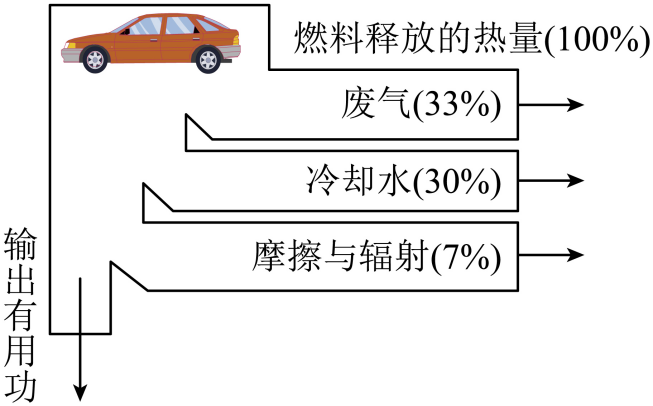 燃料释放的热量(100%)
废气(33%)
冷却水(30%)
摩擦与辐射(7%)
输出有用功